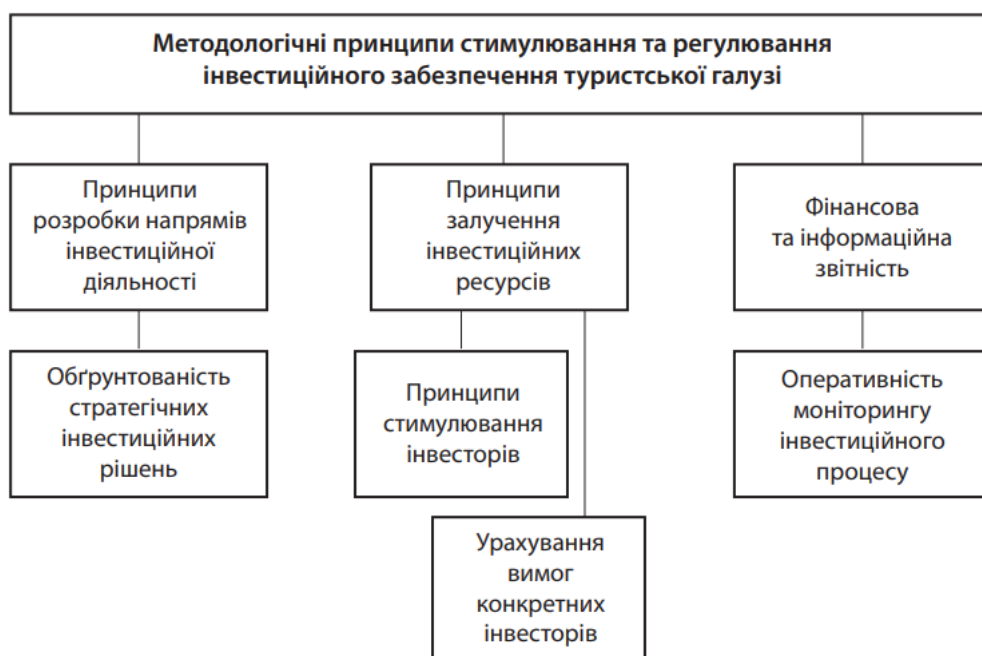 Методологічні принципи стимулювання та регулювання
інвестиційного забезпечення туристської галузі
Принципи
розробки напрямів
інвестиційної
діяльності
Принципи
залучення
інвестиційних
ресурсів
Фінансова
та інформаційна
звітність
Обґрунтованість
стратегічних
інвестиційних
рішень
Принципи
стимулювання
інвесторів
Оперативність
моніторингу
інвестиційного
процесу
Урахування
вимог
конкретних
інвесторів